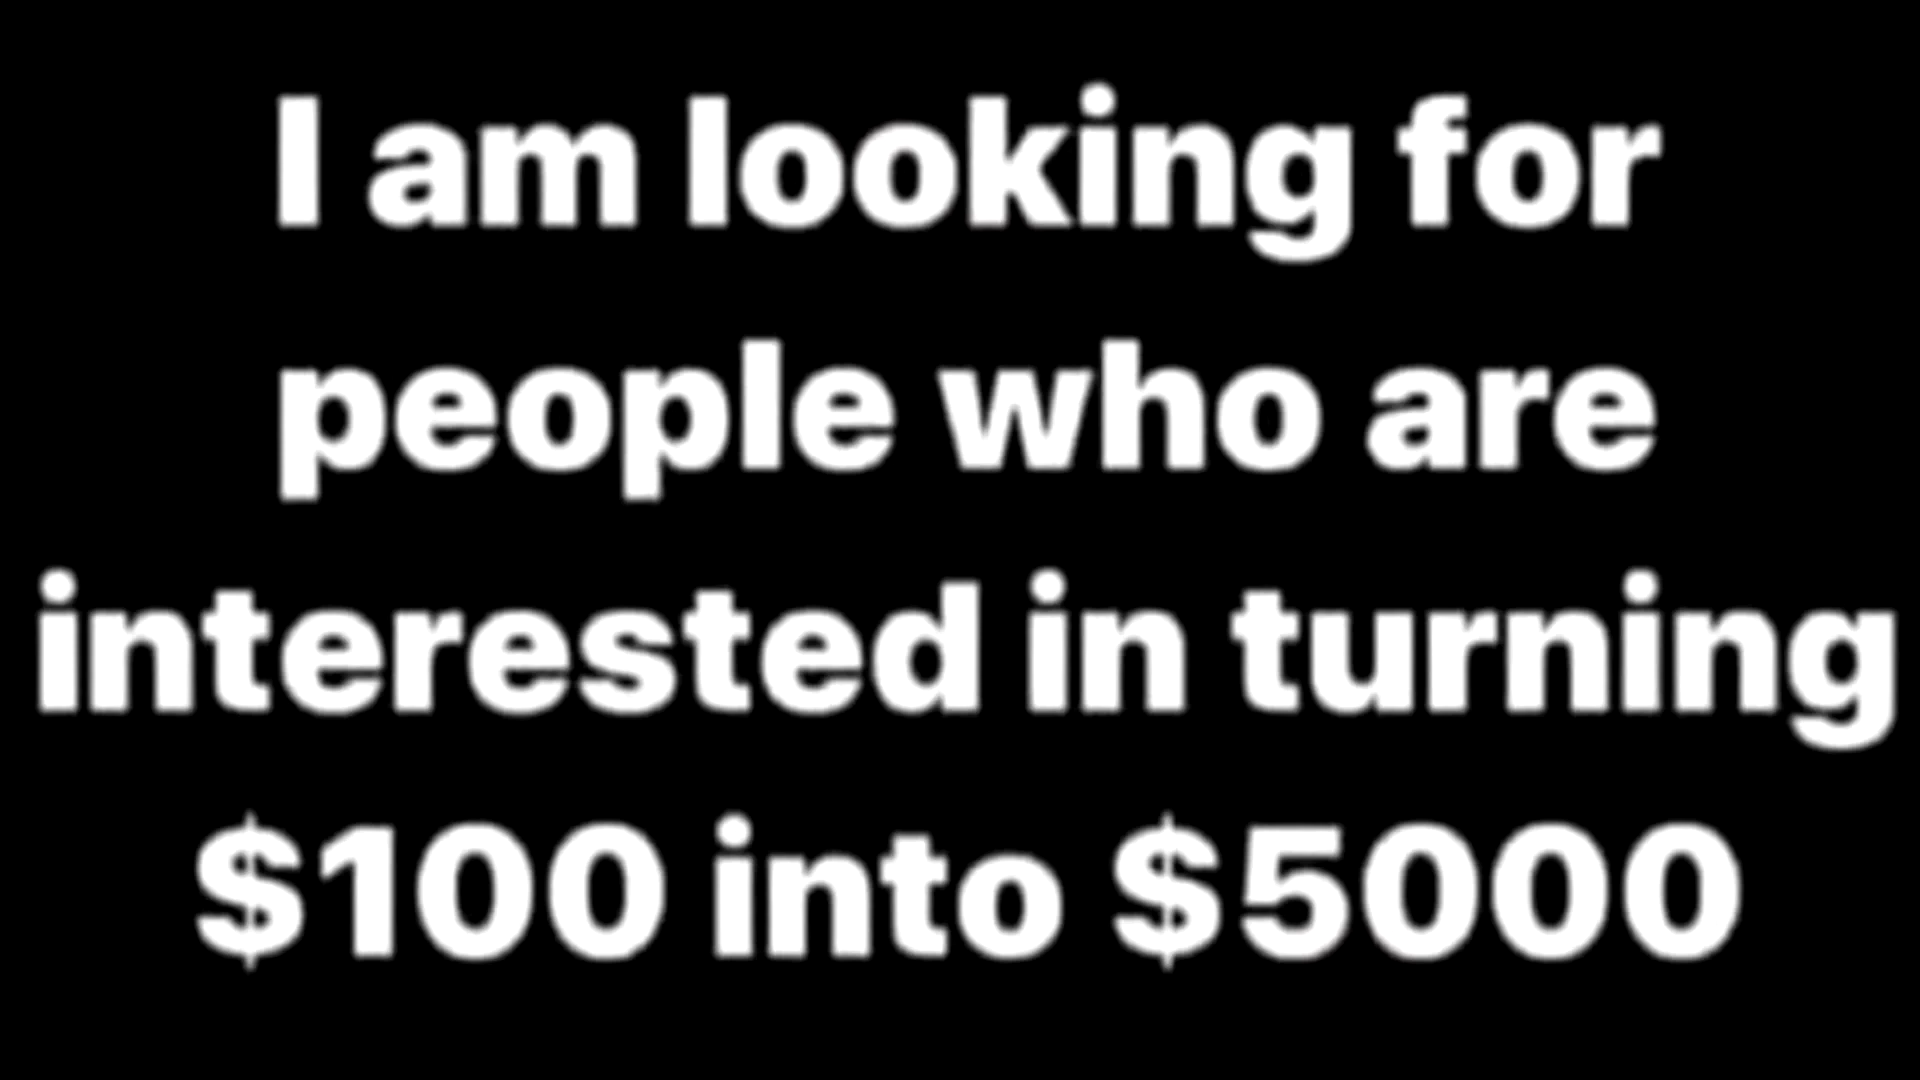 I am looking for
people who are
interested in turning
$100 into $5000